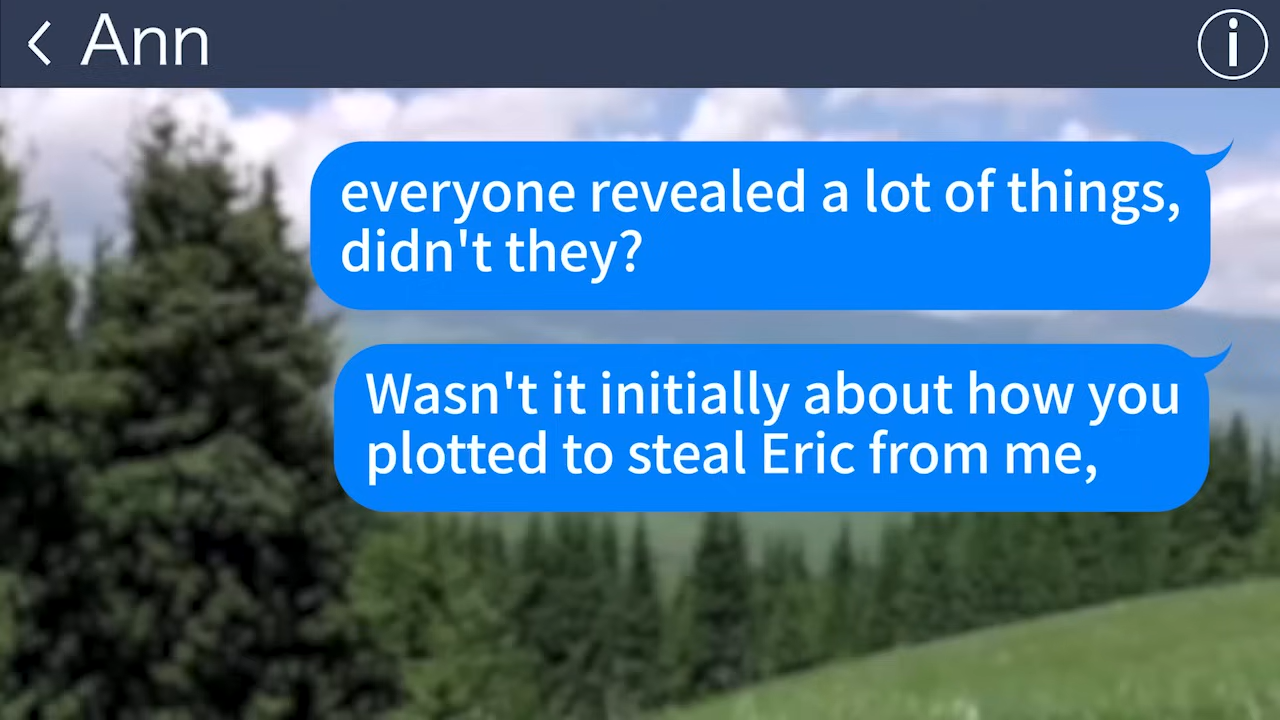 Ann
everyone revealed a lot of things,
didn't they?
Wasn't it initially about how you
plotted to steal Eric from me,